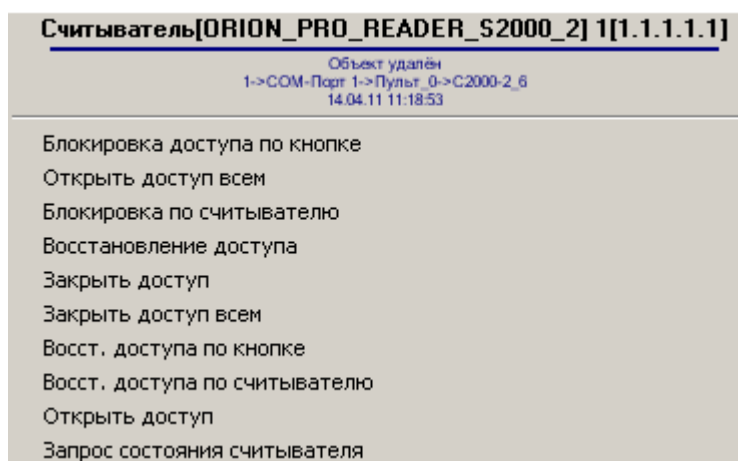 Считыватель[ORION_PRO_READER_S2000_2] 1[1.1.1.1.1]
Объект удалён
1->COM-Порт 1->Пульт_0->С2000-2_6
14.04.11 11:18:53
Блокировка доступа по кнопке
Открыть доступ всем
Блокировка по считывателю
Восстановление доступа
Закрыть доступ
Закрыть доступ всем
Восст. доступа по кнопке
Восст. доступа по считывателю
Открыть доступ
Запрос состояния считывателя